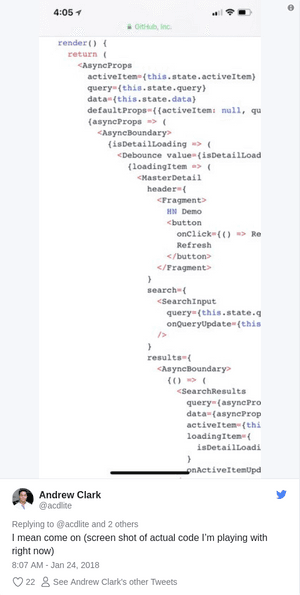 4:05
GitHub, Inc.
render() {
return (
<AsyncProps
activeItem={this.state.activeItem}
query={this.state.query}
data={this.state.data}
defaultProps={{activeItem: null, qu
{asyncProps => (
<AsyncBoundary>
{isDetailLoading => (
<Debounce value={isDetailLoad
{loadingItem => (
<MasterDetail
header={
<Fragment>
HN Demo
<button
onClick={() => Re
Refresh
</button>
</Fragment>
}
search={
<SearchInput
query={this.state.q
onQueryUpdate={this
/>
}
results={
<AsyncBoundary>
{() => (
<SearchResults
query={asyncPro
data={asyncProp
activeItem={thi
loadingItem={
isDetailLoadi
}
onActiveItemUpd
Andrew Clark
@acdlite
Replying to @acdlite and 2 others
I mean come on (screen shot of actual code I'm playing with
right now)
8:07 AM - Jan 24, 2018
22 See Andrew Clark's other Tweets